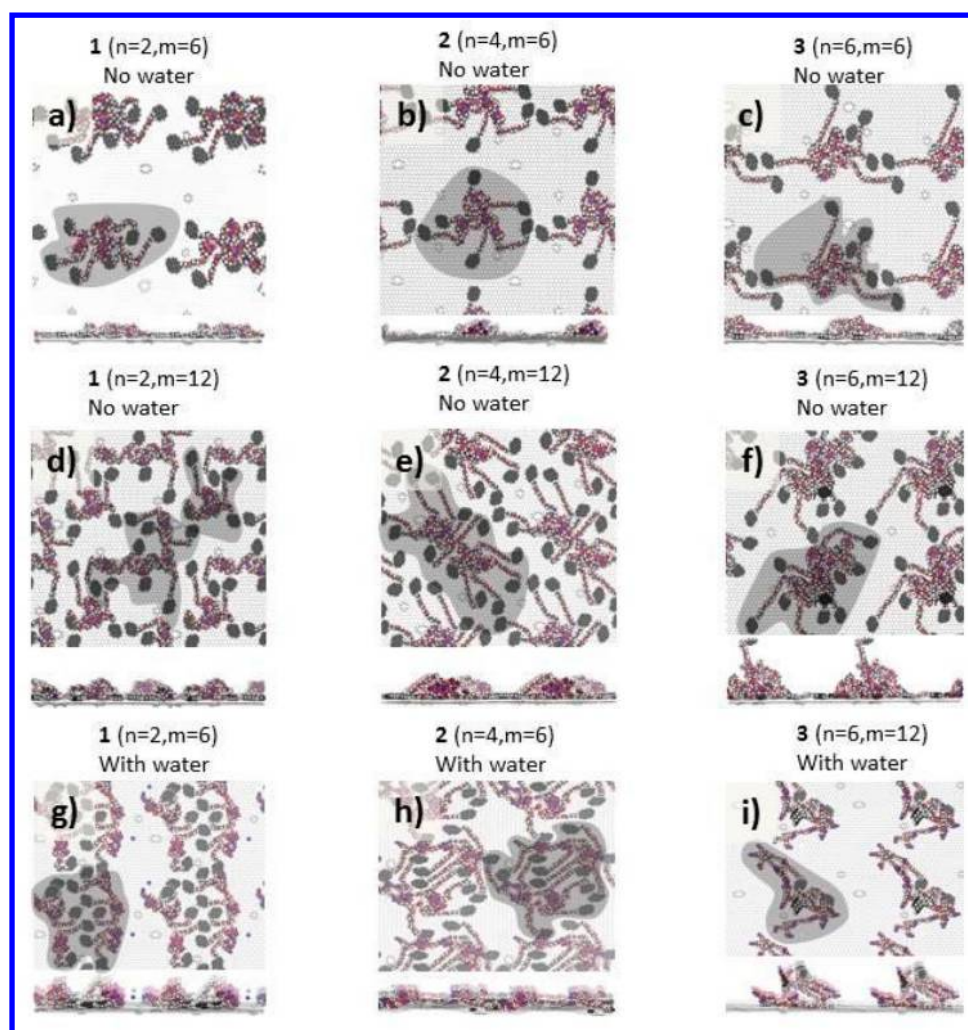 1 (n=2,m=6)
No water
2 (n=4,m=6)
No water
3 (n=6,m=6)
No water
a)
b)
c)
1 (n=2,m=12)
No water
2 (n=4,m=12)
No water
3 (n=6,m=12)
No water
d)
e)
f)
1 (n=2,m=6)
With water
2 (n=4,m=6)
With water
3 (n=6,m=12)
With water
g)
h)
i)